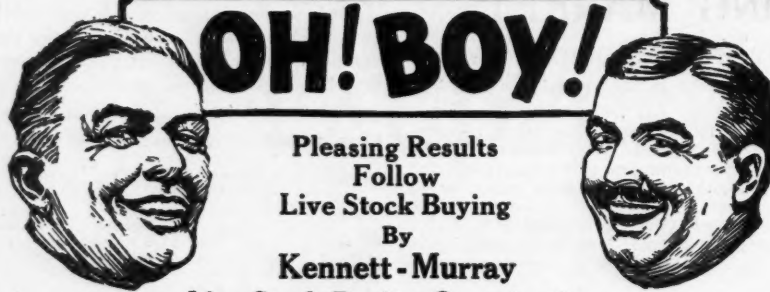 OH! BOY!
Pleasing Results
Follow
Live Stock Buying
By
Kennett-Murray